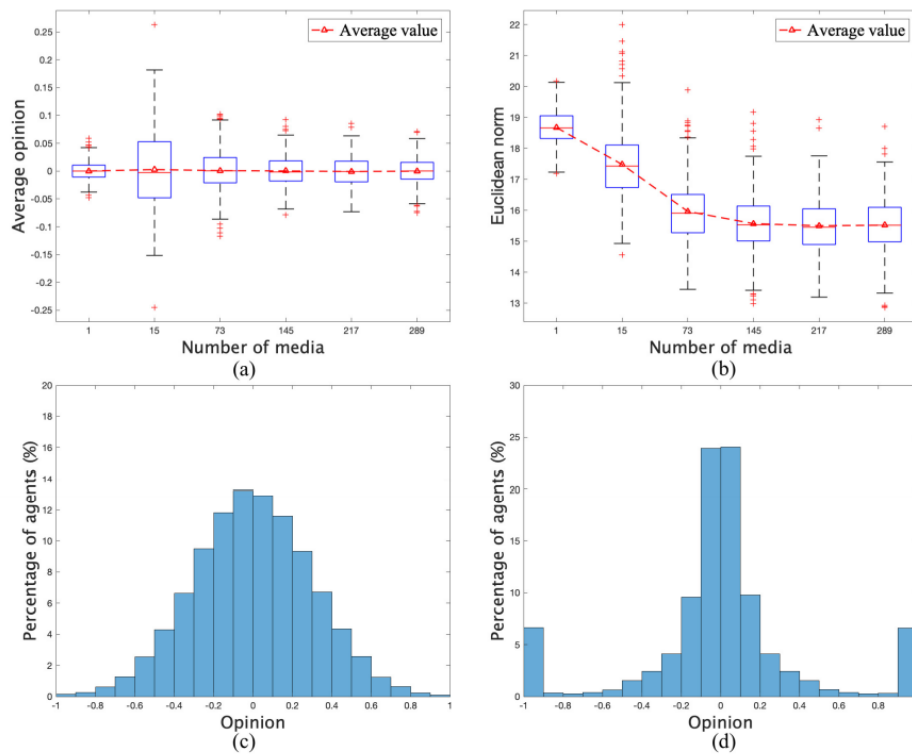 Average value
Average opinion
0.25
0.2
0.15
0.1
0.05
0
-0.05
-0.1
-0.15
-0.2
-0.25
1 15 73 145 217 289
Number of media
(a)
Average value
Euclidean norm
22
21
20
19
18
17
16
15
14
13
1 15 73 145 217 289
Number of media
(b)
Percentage of agents (%)
20
18
16
14
12
10
8
6
4
2
0
-1 -0.8 -0.6 -0.4 -0.2 0 0.2 0.4 0.6 0.8 1
Opinion
(c)
Percentage of agents (%)
30
25
20
15
10
5
0
-1 -0.8 -0.6 -0.4 -0.2 0 0.2 0.4 0.6 0.8
Opinion
(d)